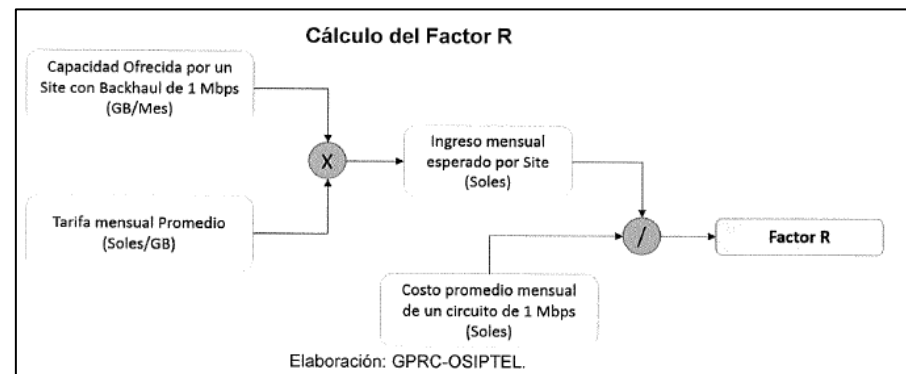 Cálculo del Factor R
Capacidad Ofrecida por un
Site con Backhaul de 1 Mbps
(GB/Mes)
X
Ingreso mensual
esperado por Site
(Soles)
Tarifa mensual Promedio
(Soles/GB)
/
Factor R
Costo promedio mensual
de un circuito de 1 Mbps
(Soles)
Elaboración: GPRC-OSIPTEL.